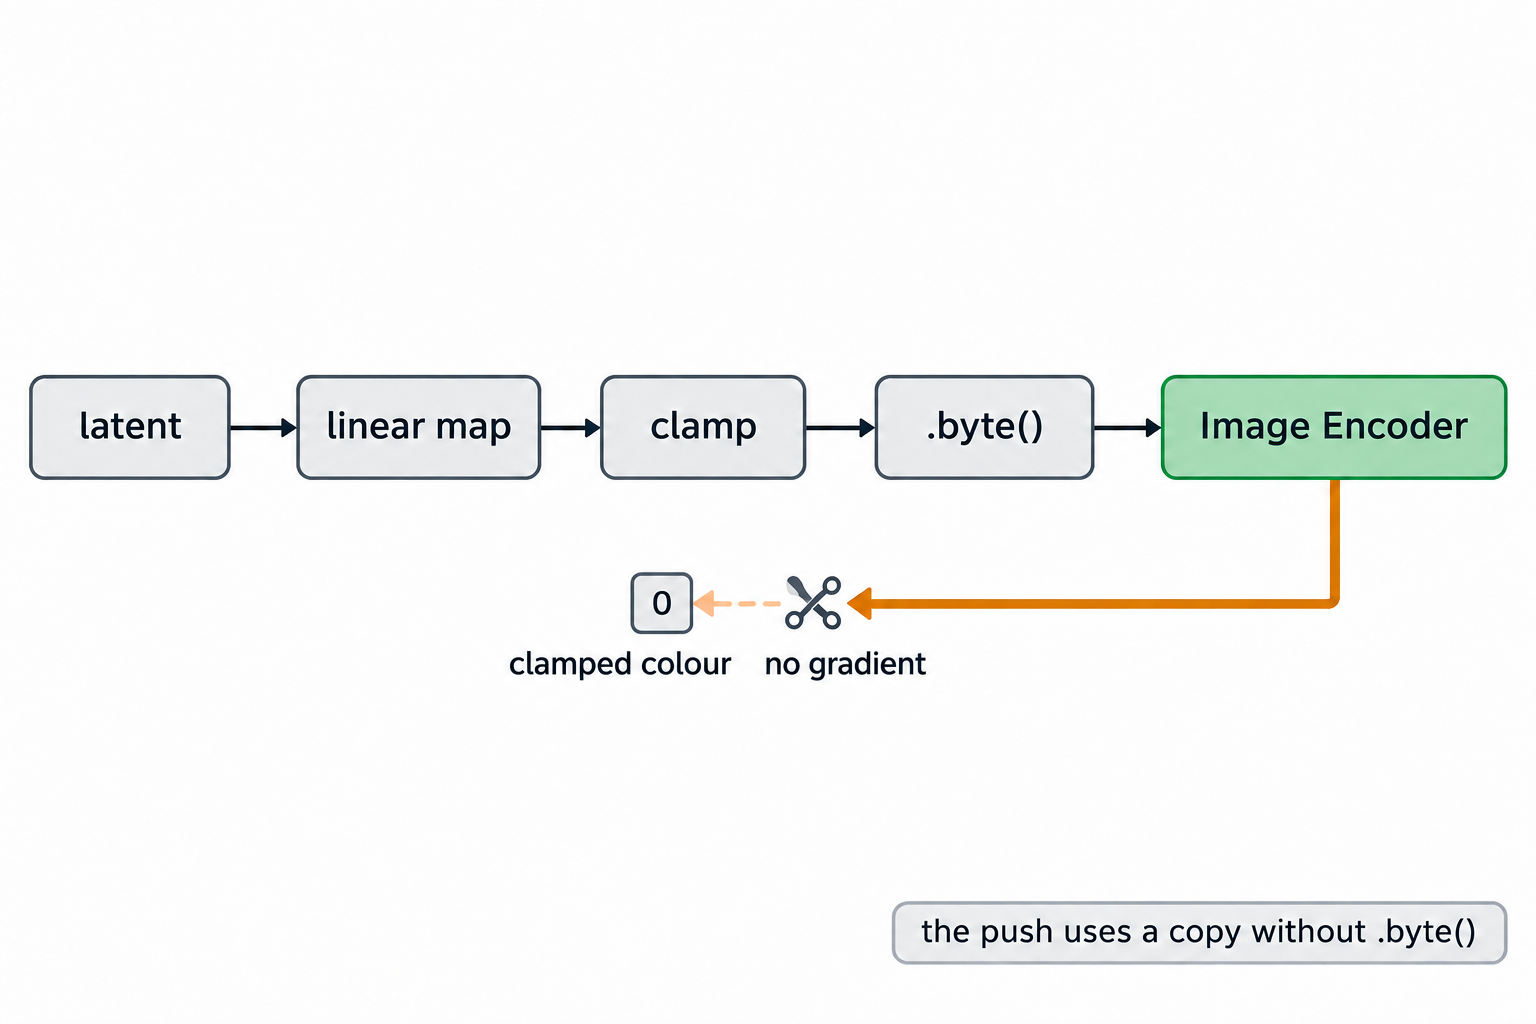 latent
linear map
clamp
.byte()
Image Encoder
0
clamped colour
no gradient
the push uses a copy without .byte()